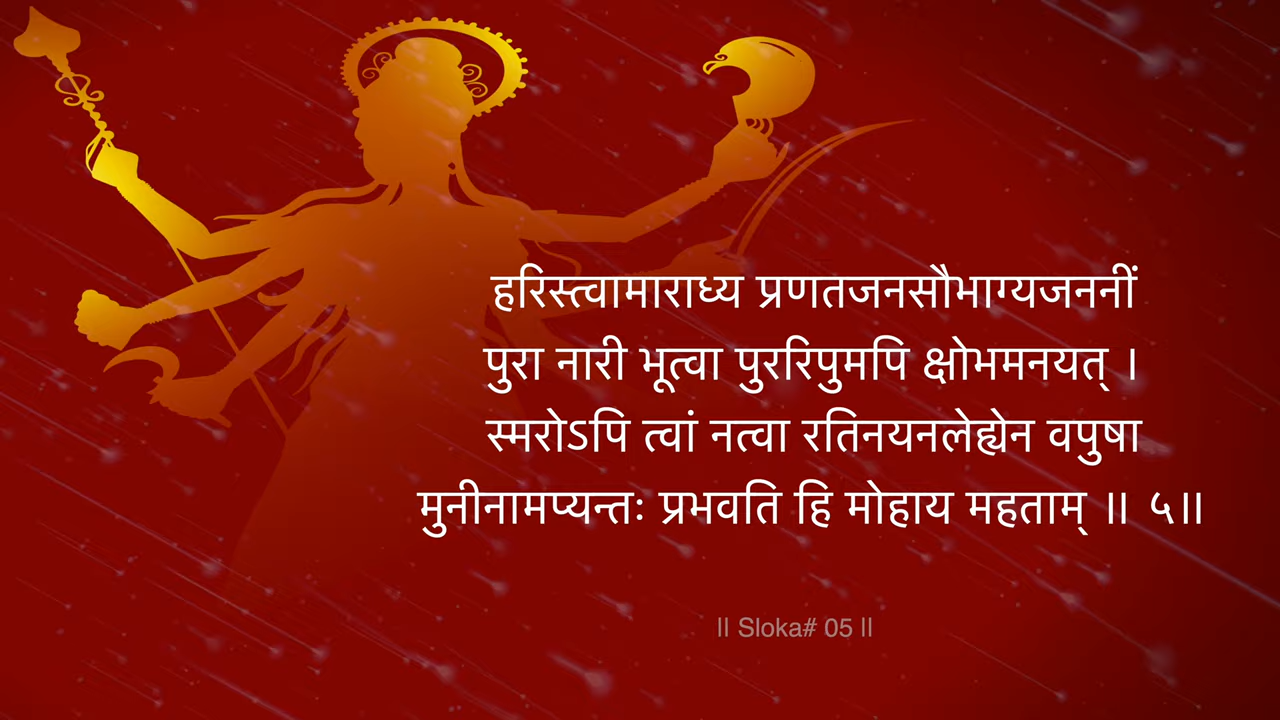 हरिस्त्वामाराध्य प्रणतजनसौभाग्यजननीं
पुरा नारी भूत्वा पुररिपुमपि क्षोभमनयत् ।
स्मरोऽपि त्वां नत्वा रतिनयनलेह्येन वपुषा
मुनीनामप्यन्तः प्रभवति हि मोहाय महताम् ॥ ५॥
॥ Sloka# 05 ॥